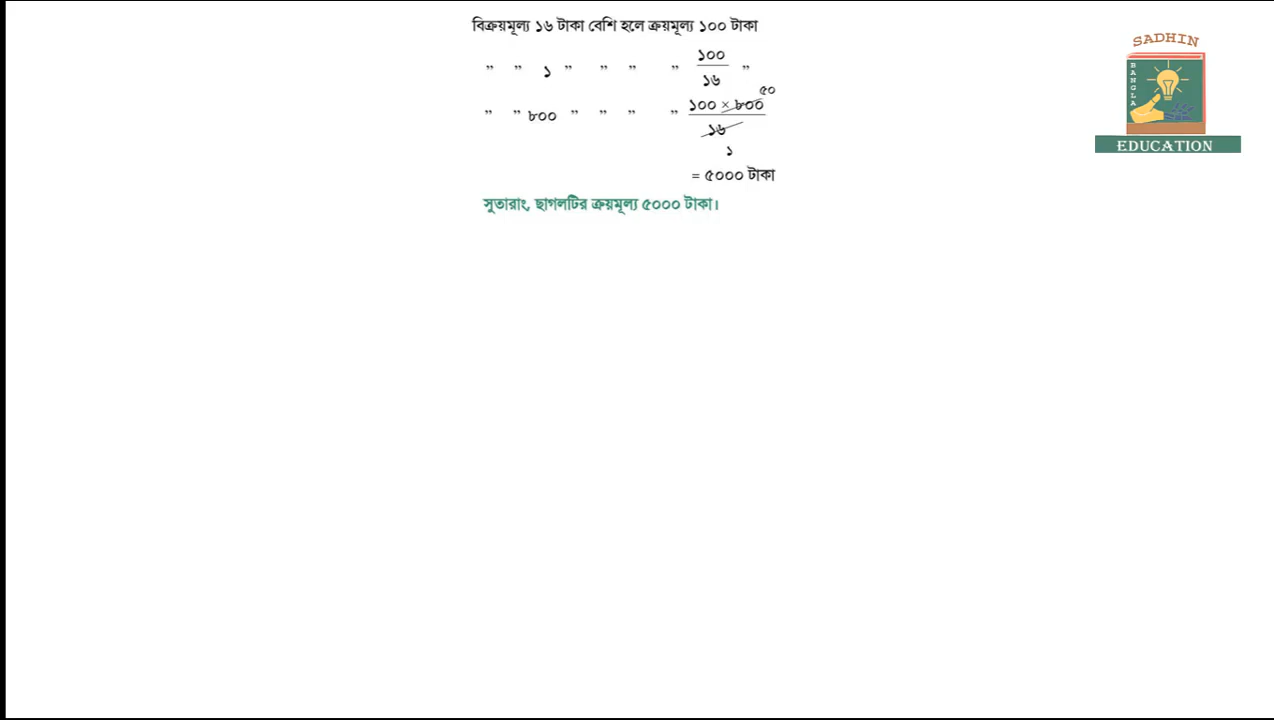 বিক্রয়মূল্য ১৬ টাকা বেশি হলে ক্রয়মূল্য ১০০ টাকা
" " ১ " " " " ১০০/১৬ "
৫০
" " ৮০০ " " " " ১০০ × ৮০০/১৬
১
= ৫০০০ টাকা
সুতারাং, ছাগলটির ক্রয়মূল্য ৫০০০ টাকা।
SADHIN
BANGLA
EDUCATION